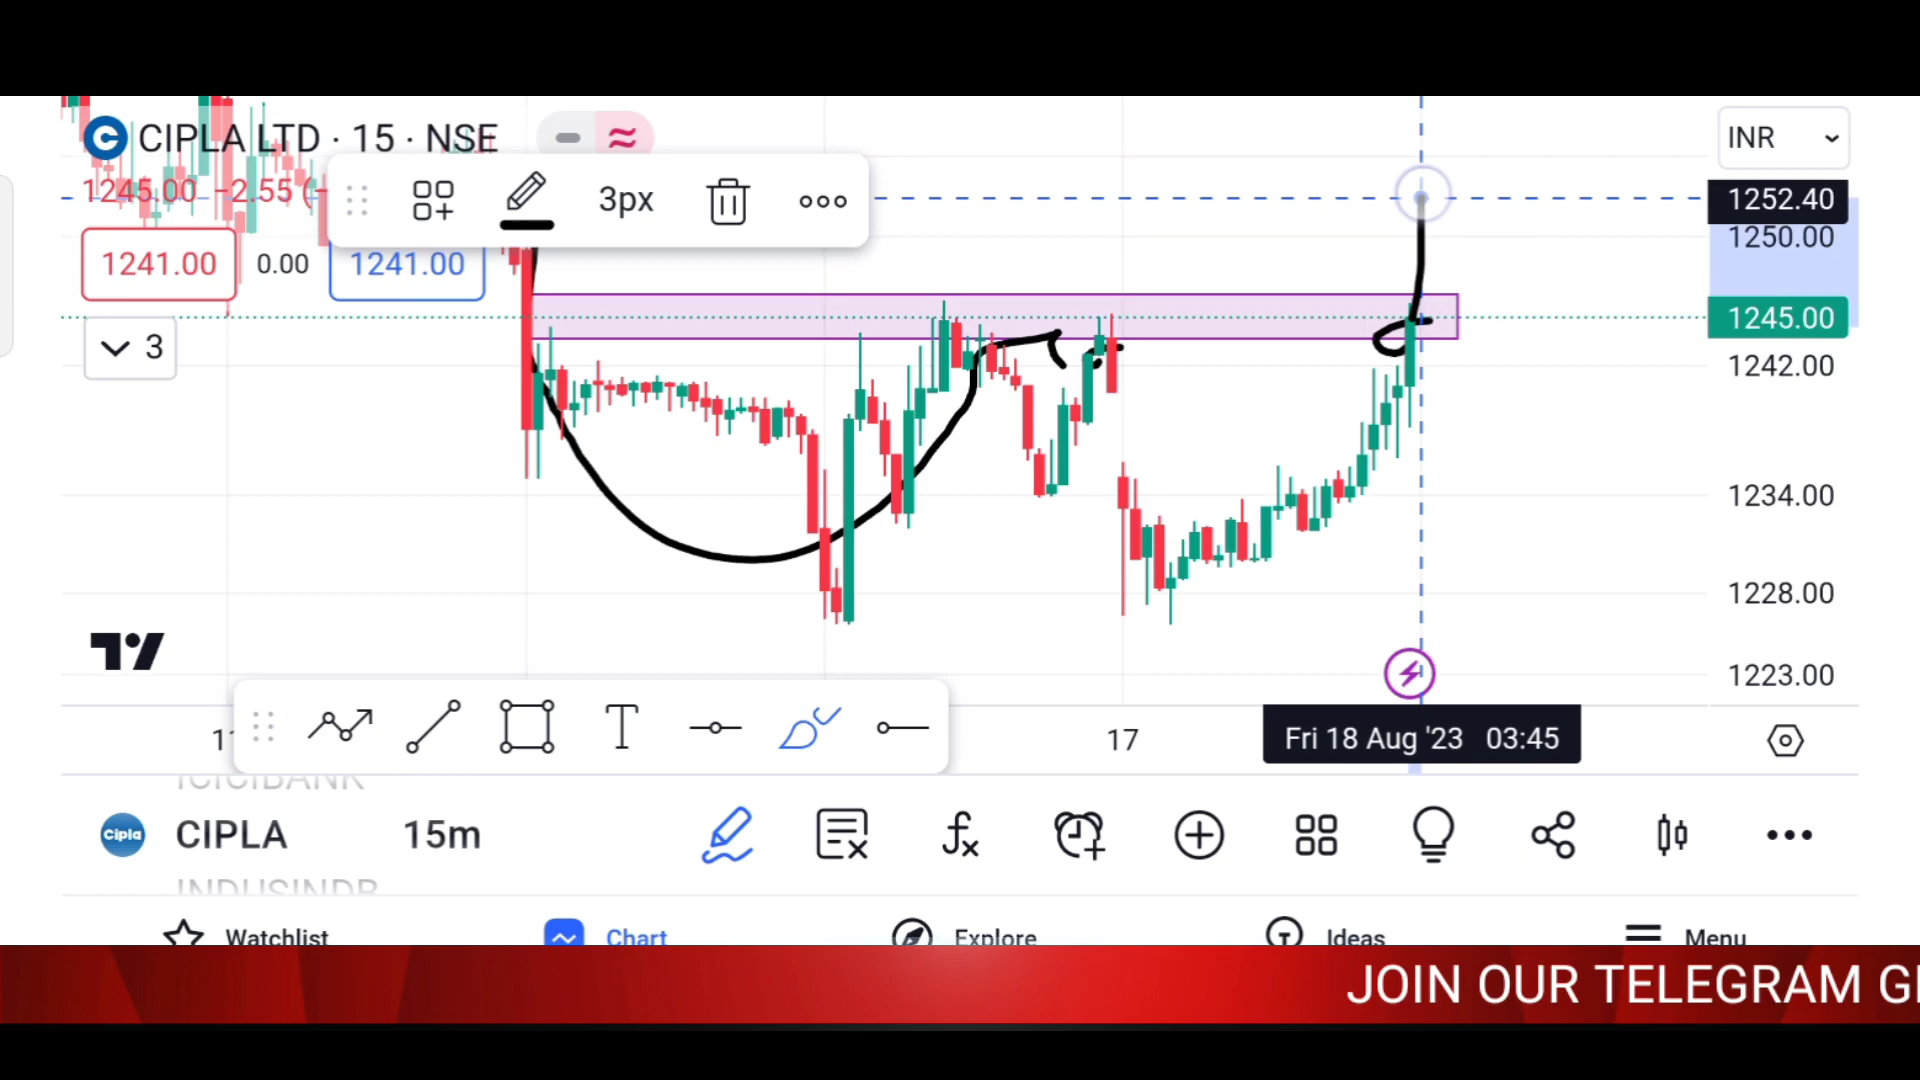 CIPLA LTD · 15 · NSE
INR
1245.00 -2.55 (-
3px
1252.40
1250.00
1241.00 0.00 1241.00
1245.00
3
1242.00
1234.00
1228.00
1223.00
17
Fri 18 Aug '23 03:45
ICICIBANK
Cipla
CIPLA 15m
INDUSINDB
Watchlist
Chart
Explore
Ideas
Menu
JOIN OUR TELEGRAM